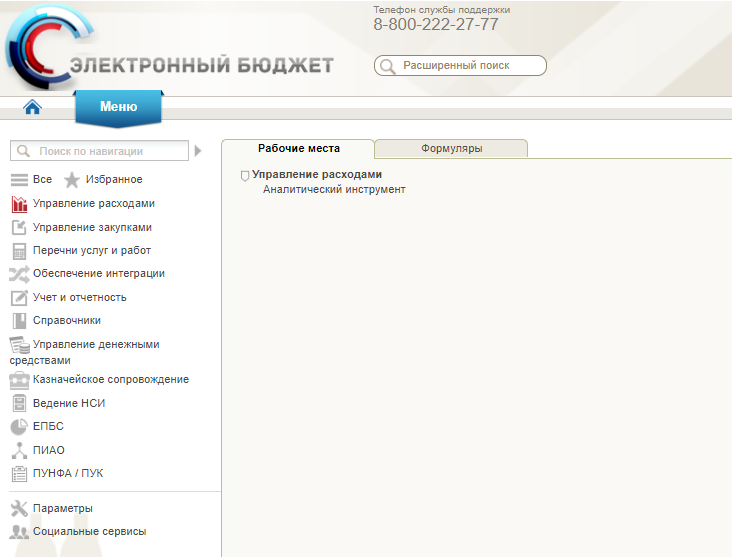 Телефон службы поддержки
8-800-222-27-77
ЭЛЕКТРОННЫЙ БЮДЖЕТ
Расширенный поиск
Меню
Поиск по навигации
Все Избранное
Управление расходами
Управление закупками
Перечни услуг и работ
Обеспечение интеграции
Учет и отчетность
Справочники
Управление денежными
средствами
Казначейское сопровождение
Ведение НСИ
ЕПБС
ПИАО
ПУНФА / ПУК
Параметры
Социальные сервисы
Рабочие места Формуляры
Управление расходами
Аналитический инструмент